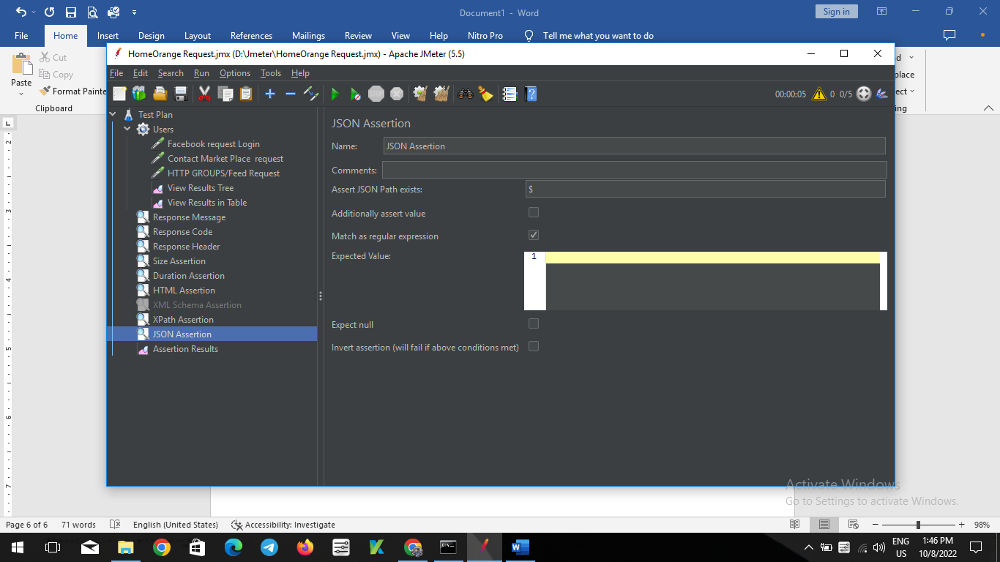 Document1 - Word
Sign in
File Home Insert Design Layout References Mailings Review View Help Nitro Pro Tell me what you want to do
Cut
Copy
Paste
Format Painte
Clipboard
d
place
ect
ing
L
HomeOrange Request.jmx (D:\Jmeter\HomeOrange Request.jmx) - Apache JMeter (5.5)
File Edit Search Run Options Tools Help
STOP
00:00:05 0 0/5
Test Plan
Users
Facebook request Login
Contact Market Place request
HTTP GROUPS/Feed Request
View Results Tree
View Results in Table
Response Message
Response Code
Response Header
Size Assertion
Duration Assertion
HTML Assertion
XML Schema Assertion
XPath Assertion
JSON Assertion
Assertion Results
JSON Assertion
Name: JSON Assertion
Comments:
Assert JSON Path exists: $
Additionally assert value
Match as regular expression
Expected Value: 1
Expect null
Invert assertion (will fail if above conditions met)
2
3
4
5
6
7
Activate Windows
Go to Settings to activate Windows.
Page 6 of 6 71 words English (United States) Accessibility: Investigate 98%
ENG
US
1:46 PM
10/8/2022